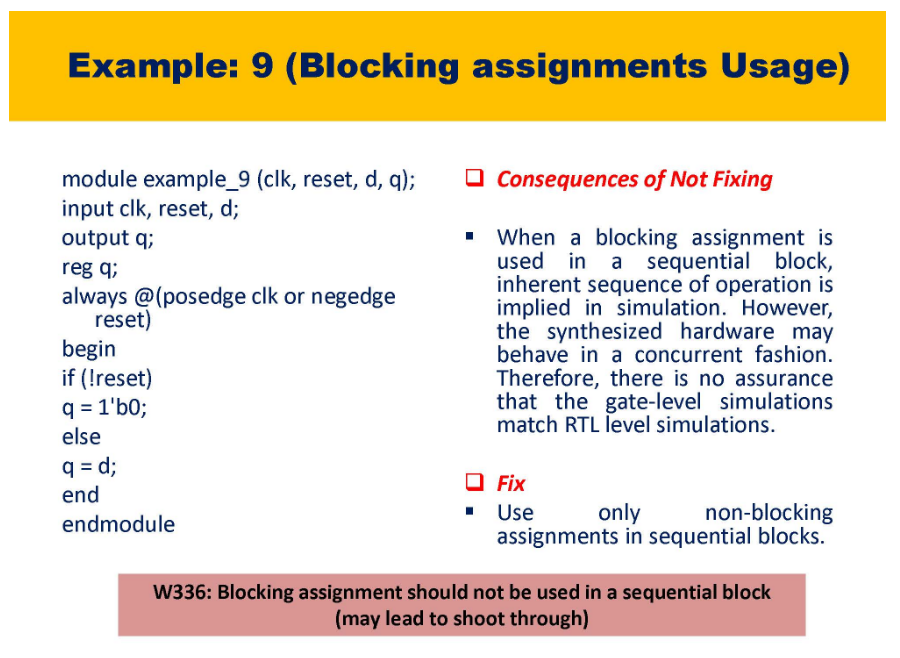 Example: 9 (Blocking assignments Usage)
module example_9 (clk, reset, d, q);
input clk, reset, d;
output q;
reg q;
always @(posedge clk or negedge
reset)
begin
if (!reset)
q = 1'b0;
else
q = d;
end
endmodule
Consequences of Not Fixing
When a blocking assignment is
used in a sequential block,
inherent sequence of operation is
implied in simulation. However,
the synthesized hardware may
behave in a concurrent fashion.
Therefore, there is no assurance
that the gate-level simulations
match RTL level simulations.
Fix
Use only non-blocking
assignments in sequential blocks.
W336: Blocking assignment should not be used in a sequential block
(may lead to shoot through)